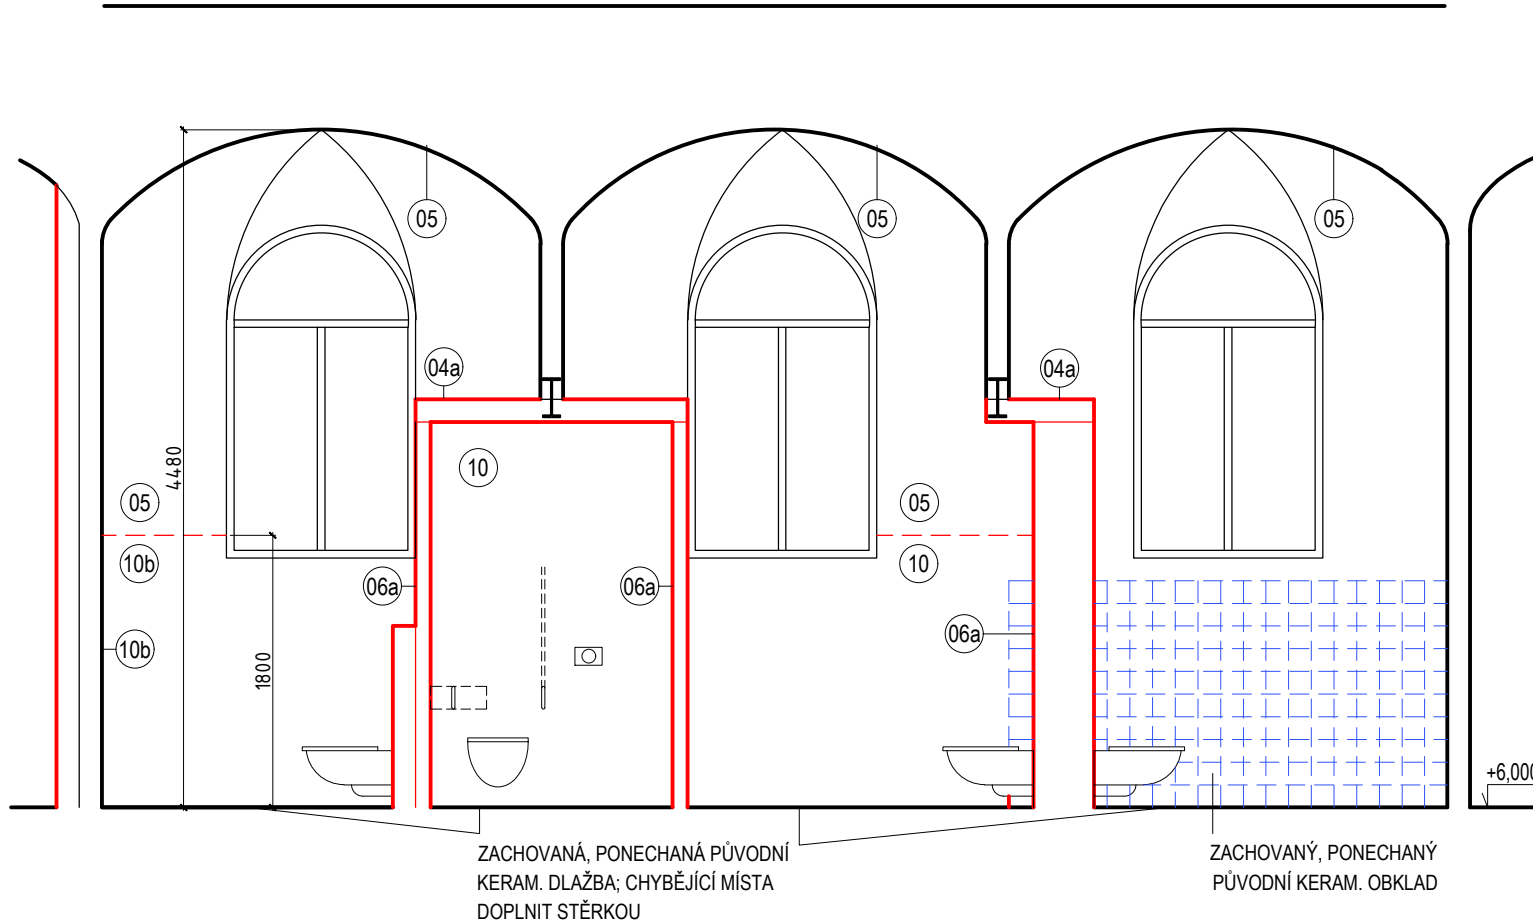 05
05
05
04a
04a
4480
10
05
05
10b
10
06a
06a
06a
10b
1800
+6,000
ZACHOVANÁ, PONECHANÁ PŮVODNÍ
KERAM. DLAŽBA; CHYBĚJÍCÍ MÍSTA
DOPLNIT STĚRKOU
ZACHOVANÝ, PONECHANÝ
PŮVODNÍ KERAM. OBKLAD